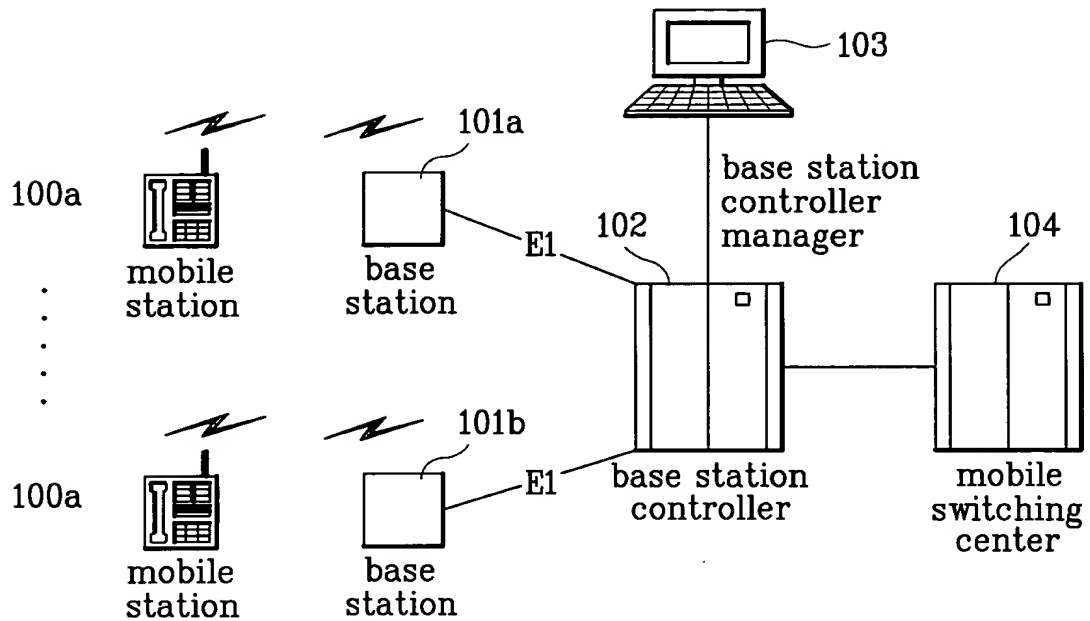 103
101a
100a
base station
controller
manager
102
104
E1
mobile
station
base
station
101b
100a
E1
base station
controller
mobile
switching
center
mobile
station
base
station